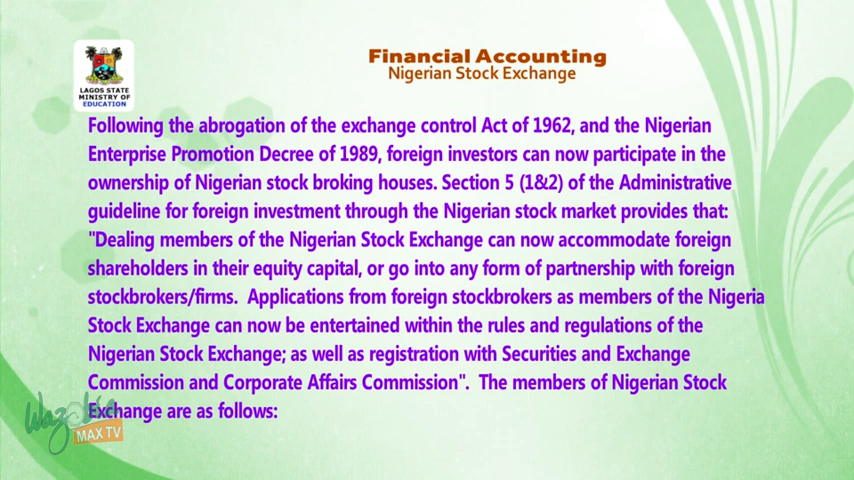 Financial Accounting
Nigerian Stock Exchange
LAGOS STATE
MINISTRY OF
EDUCATION
Following the abrogation of the exchange control Act of 1962, and the Nigerian
Enterprise Promotion Decree of 1989, foreign investors can now participate in the
ownership of Nigerian stock broking houses. Section 5 (1&2) of the Administrative
guideline for foreign investment through the Nigerian stock market provides that:
"Dealing members of the Nigerian Stock Exchange can now accommodate foreign
shareholders in their equity capital, or go into any form of partnership with foreign
stockbrokers/firms.  Applications from foreign stockbrokers as members of the Nigeria
Stock Exchange can now be entertained within the rules and regulations of the
Nigerian Stock Exchange; as well as registration with Securities and Exchange
Commission and Corporate Affairs Commission".  The members of Nigerian Stock
Exchange are as follows:
Wazobia
MAX TV